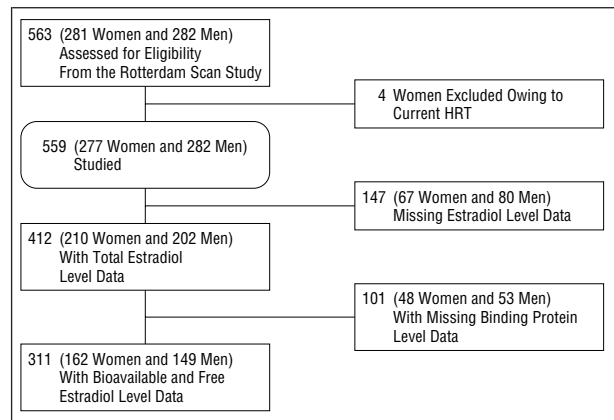 563 (281 Women and 282 Men)
Assessed for Eligibility
From the Rotterdam Scan Study
4 Women Excluded Owing to
Current HRT
559 (277 Women and 282 Men)
Studied
147 (67 Women and 80 Men)
Missing Estradiol Level Data
412 (210 Women and 202 Men)
With Total Estradiol
Level Data
101 (48 Women and 53 Men)
With Missing Binding Protein
Level Data
311 (162 Women and 149 Men)
With Bioavailable and Free
Estradiol Level Data